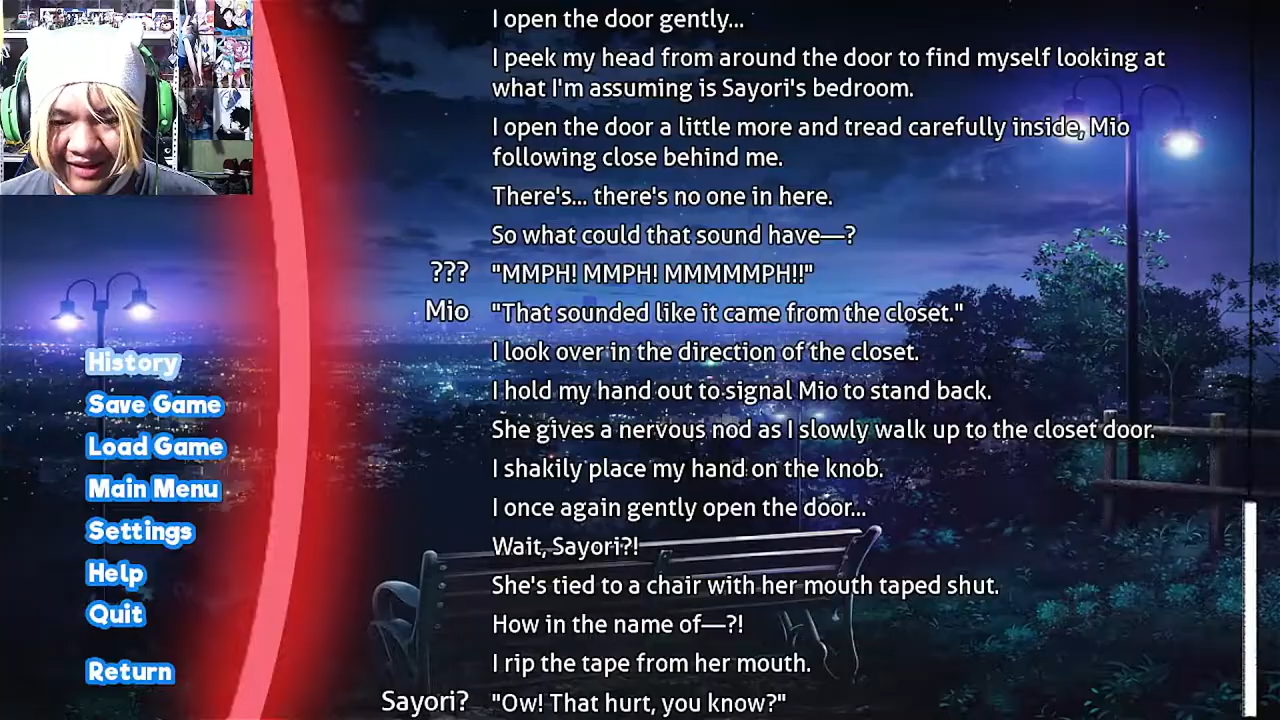 I open the door gently...
I peek my head from around the door to find myself looking at
what I'm assuming is Sayori's bedroom.
I open the door a little more and tread carefully inside, Mio
following close behind me.
There's... there's no one in here.
So what could that sound have—?
??? "MMPH! MMPH! MMMMMPH!!"
Mio "That sounded like it came from the closet."
I look over in the direction of the closet.
I hold my hand out to signal Mio to stand back.
She gives a nervous nod as I slowly walk up to the closet door.
I shakily place my hand on the knob.
I once again gently open the door...
Wait, Sayori?!
She's tied to a chair with her mouth taped shut.
How in the name of—?!
I rip the tape from her mouth.
Sayori? "Ow! That hurt, you know?"
History
Save Game
Load Game
Main Menu
Settings
Help
Quit
Return